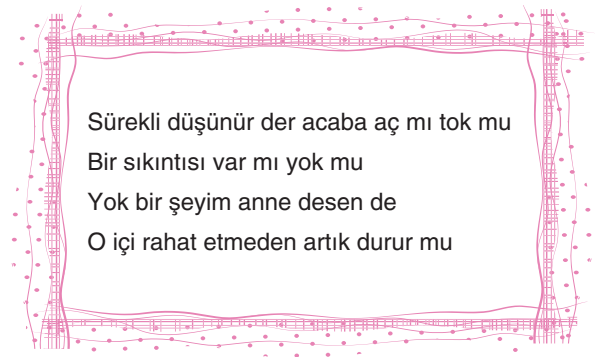 Sürekli düşünür der acaba aç mı tok mu
Bir sıkıntısı var mı yok mu
Yok bir şeyim anne desen de
O içi rahat etmeden artık durur mu